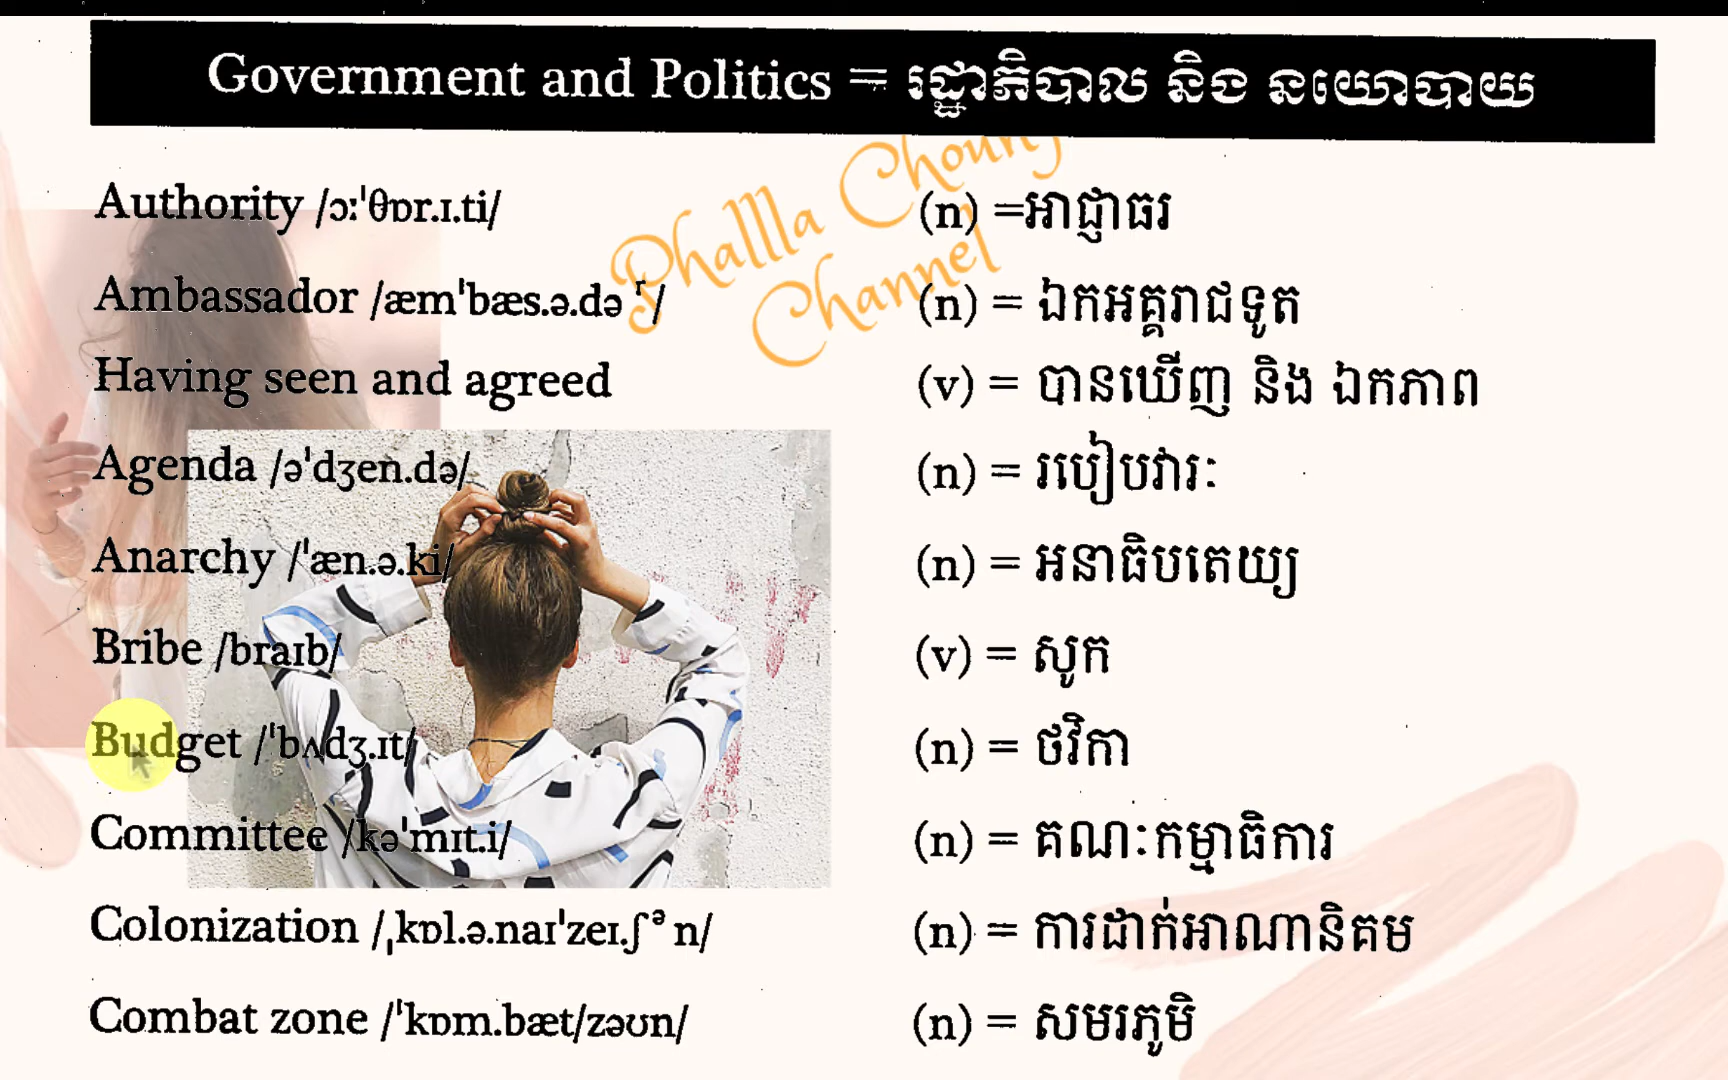 Government and Politics = រដ្ឋាភិបាល និង នយោបាយ
Phallla Choung
Channel
Authority /ɔːˈθɒr.ɪ.ti/ (n) =អាជ្ញាធរ
Ambassador /æmˈbæs.ə.də ʳ/ (n) = ឯកអគ្គរាជទូត
Having seen and agreed (v) = បានឃើញ និង ឯកភាព
Agenda /əˈdʒen.də/ (n) = របៀបវារៈ
Anarchy /ˈæn.ə.ki/ (n) = អនាធិបតេយ្យ
Bribe /braɪb/ (v) = សូក
Budget /ˈbʌdʒ.ɪt/ (n) = ថវិកា
Committee /kəˈmɪt.i/ (n) = គណៈកម្មាធិការ
Colonization /ˌkɒl.ə.naɪˈzeɪ.ʃᵊ n/ (n) = ការដាក់អាណានិគម
Combat zone /ˈkɒm.bæt/zəʊn/ (n) = សមរភូមិ